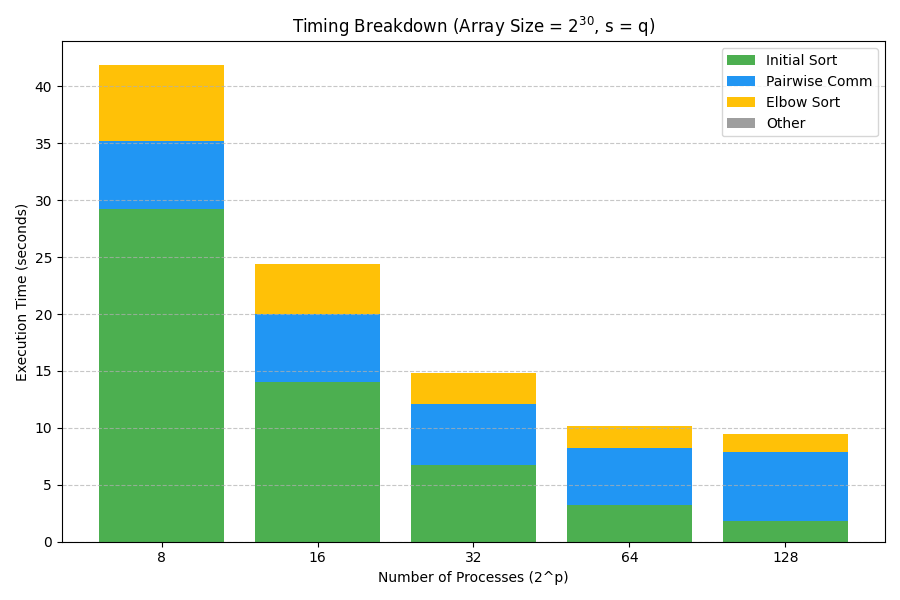 Timing Breakdown (Array Size = 2^30, s = q)
Initial Sort
Pairwise Comm
Elbow Sort
Other
Execution Time (seconds)
40
35
30
25
20
15
10
5
0
8 16 32 64 128
Number of Processes (2^p)